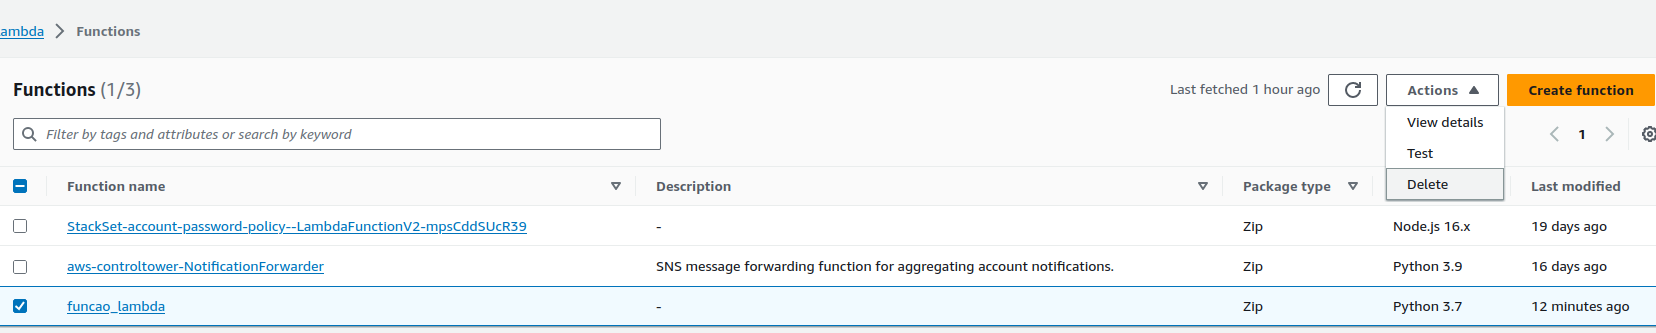 ambda > Functions
Functions (1/3)
Last fetched 1 hour ago
Actions
Create function
View details
Test
Delete
Filter by tags and attributes or search by keyword
1
Function name Description Package type Last modified
StackSet-account-password-policy--LambdaFunctionV2-mpsCddSUcR39 - Zip Node.js 16.x 19 days ago
aws-controltower-NotificationForwarder SNS message forwarding function for aggregating account notifications. Zip Python 3.9 16 days ago
funcao_lambda - Zip Python 3.7 12 minutes ago